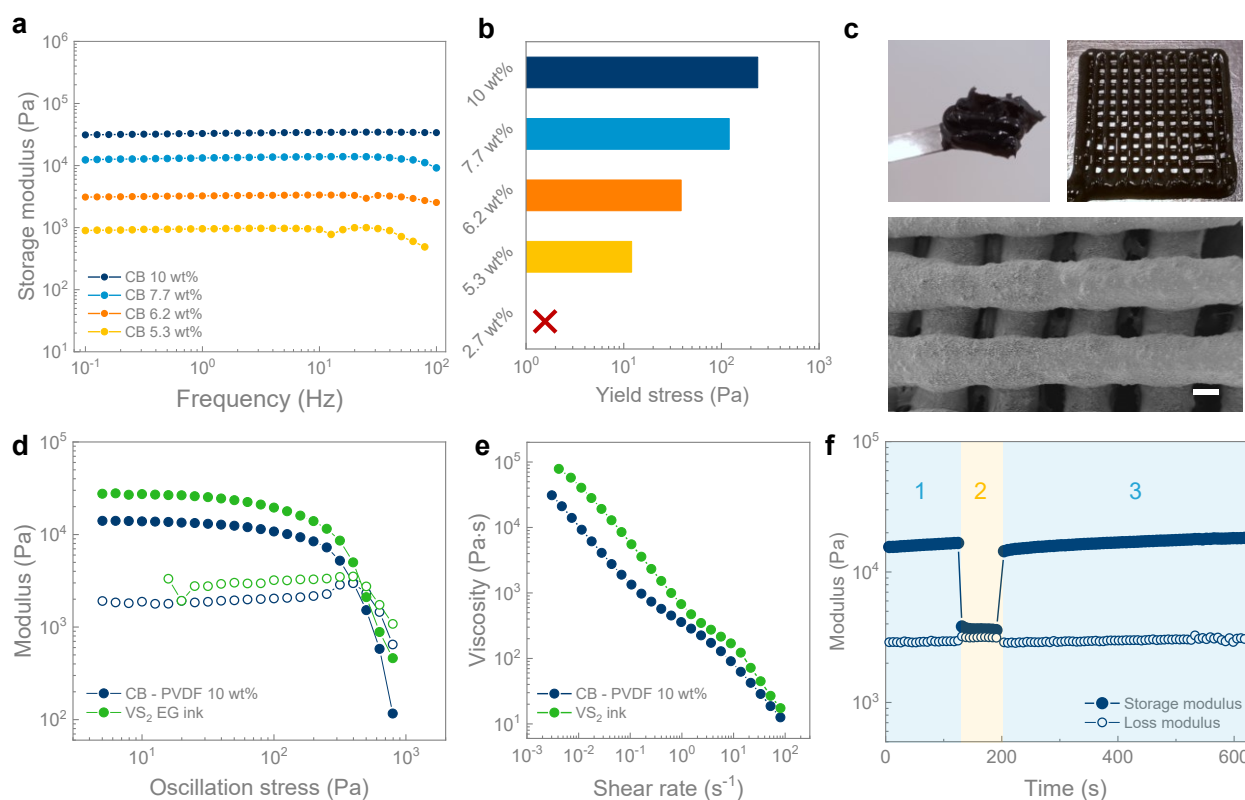 a
10⁶
10⁵
10⁴
10³
10²
10¹
Storage modulus (Pa)
CB 10 wt%
CB 7.7 wt%
CB 6.2 wt%
CB 5.3 wt%
10⁻¹
10⁰
10¹
10²
Frequency (Hz)
b
10 wt%
7.7 wt%
6.2 wt%
5.3 wt%
2.7 wt%
10⁰
10¹
10²
10³
Yield stress (Pa)
c
d
10⁵
10⁴
10³
10²
Modulus (Pa)
CB - PVDF 10 wt%
VS₂ EG ink
10¹
10²
10³
Oscillation stress (Pa)
e
10⁵
10⁴
10³
10²
10¹
Viscosity (Pa·s)
CB - PVDF 10 wt%
VS₂ ink
10⁻³
10⁻²
10⁻¹
10⁰
10¹
10²
Shear rate (s⁻¹)
f
10⁵
10⁴
10³
Modulus (Pa)
1
2
3
Storage modulus
Loss modulus
0
200
400
600
Time (s)